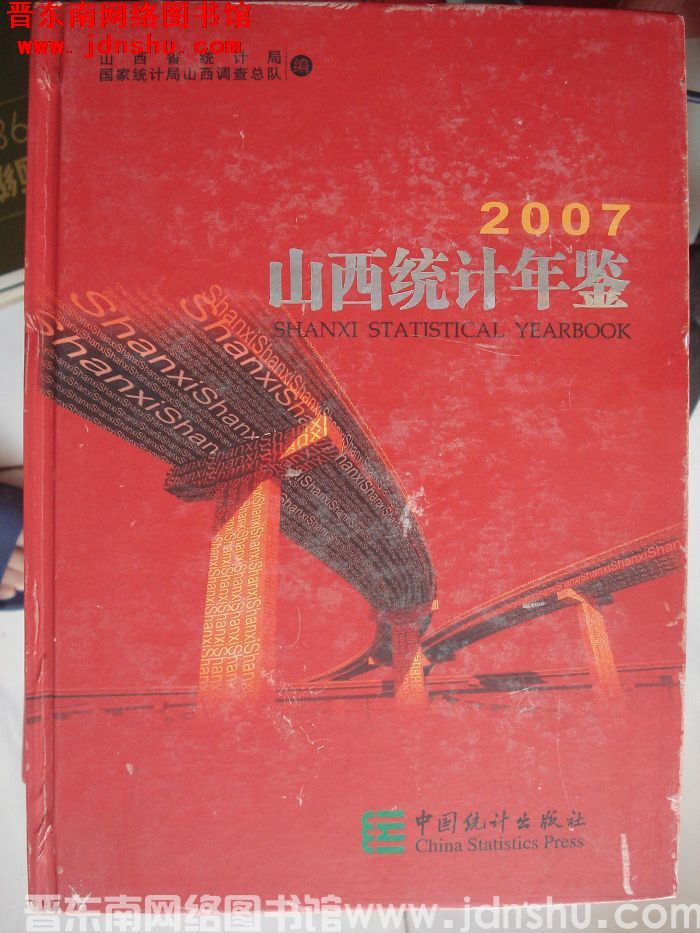 晋东南网络图书馆
www.jdnshu.com
山西省统计局
国家统计局山西调查总队
编
2007
山西统计年鉴
SHANXI STATISTICAL YEARBOOK
中国统计出版社
China Statistics Press
晋东南网络图书馆 www.jdnshu.com